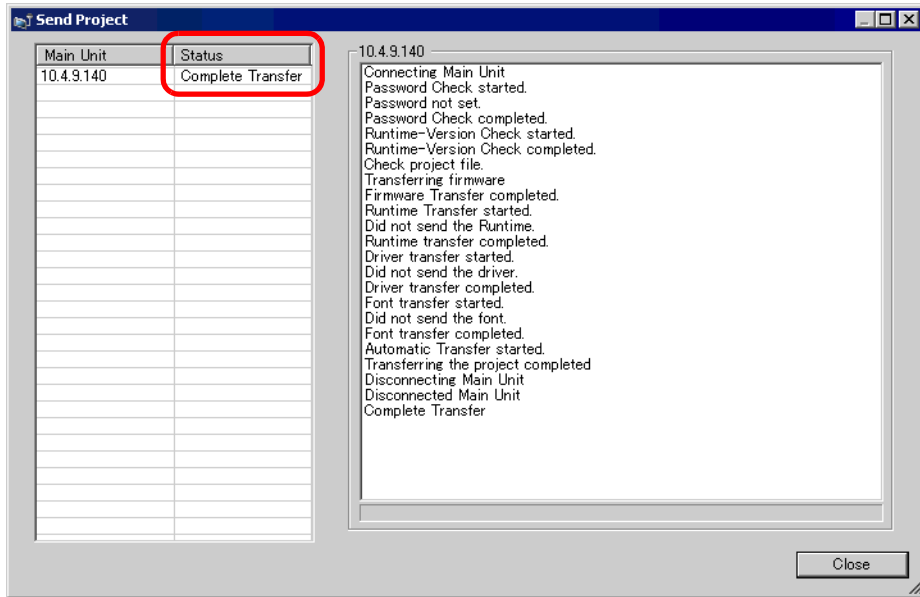 Send Project
Main Unit Status
10.4.9.140 Complete Transfer
10.4.9.140
Connecting Main Unit
Password Check started.
Password not set.
Password Check completed.
Runtime-Version Check started.
Runtime-Version Check completed.
Check project file.
Transferring firmware
Firmware Transfer completed.
Runtime Transfer started.
Did not send the Runtime.
Runtime transfer completed.
Driver transfer started.
Did not send the driver.
Driver transfer completed.
Font transfer started.
Did not send the font.
Font transfer completed.
Automatic Transfer started.
Transferring the project completed
Disconnecting Main Unit
Disconnected Main Unit
Complete Transfer
Close